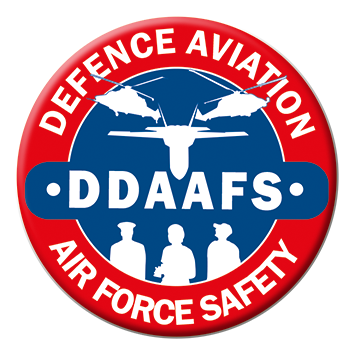 DEFENCE AVIATION
• DDAAFS •
AIR FORCE SAFETY